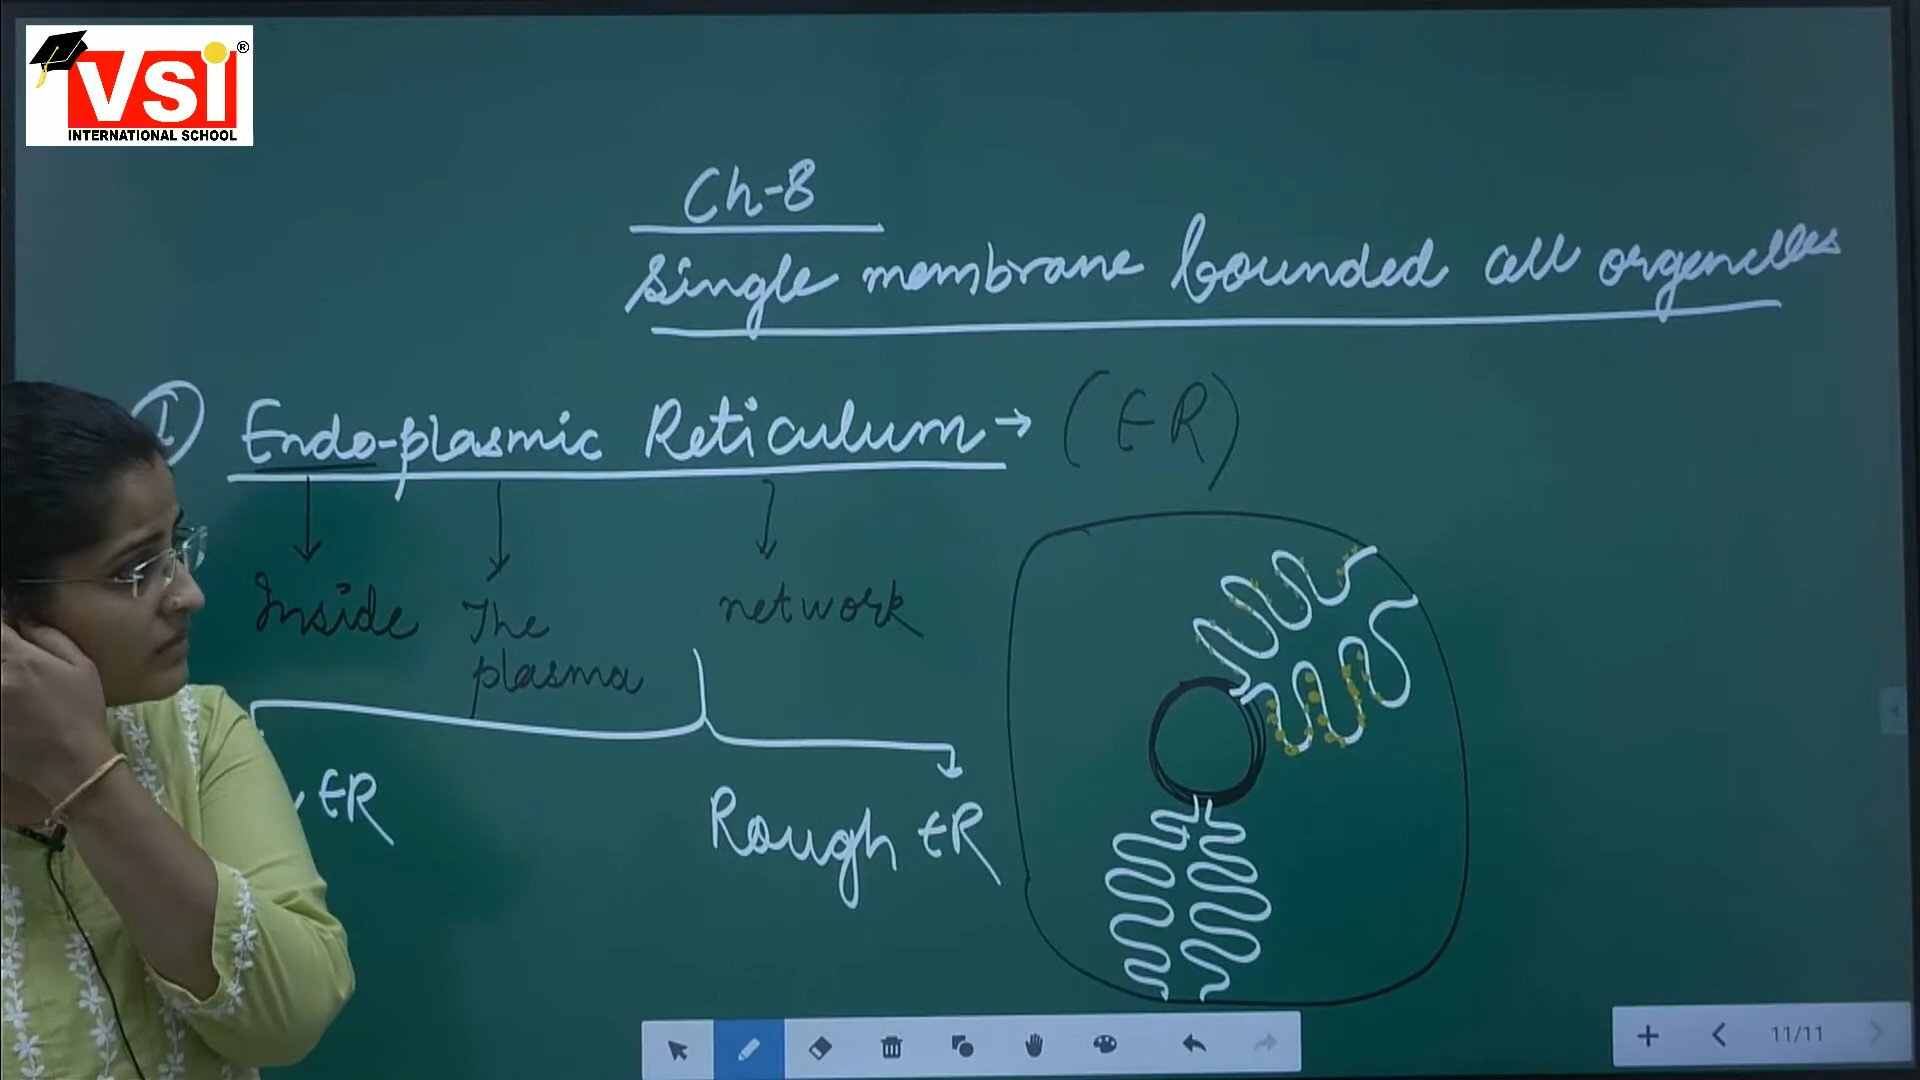 VSI ®
INTERNATIONAL SCHOOL
Ch-8
Single membrane bounded cell organelles
1 Endo-plasmic Reticulum → (ER)
Inside The plasma network
ER
Rough ER
11/11